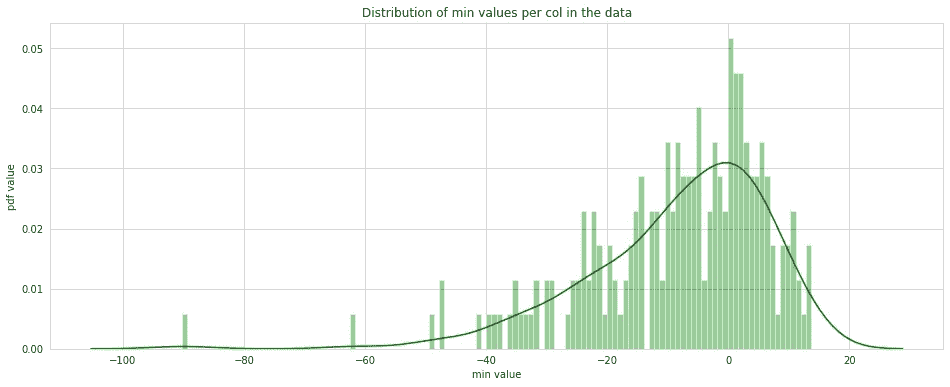 Distribution of min values per col in the data
0.05
0.04
0.03
0.02
0.01
0.00
pdf value
−100 −80 −60 −40 −20 0 20
min value